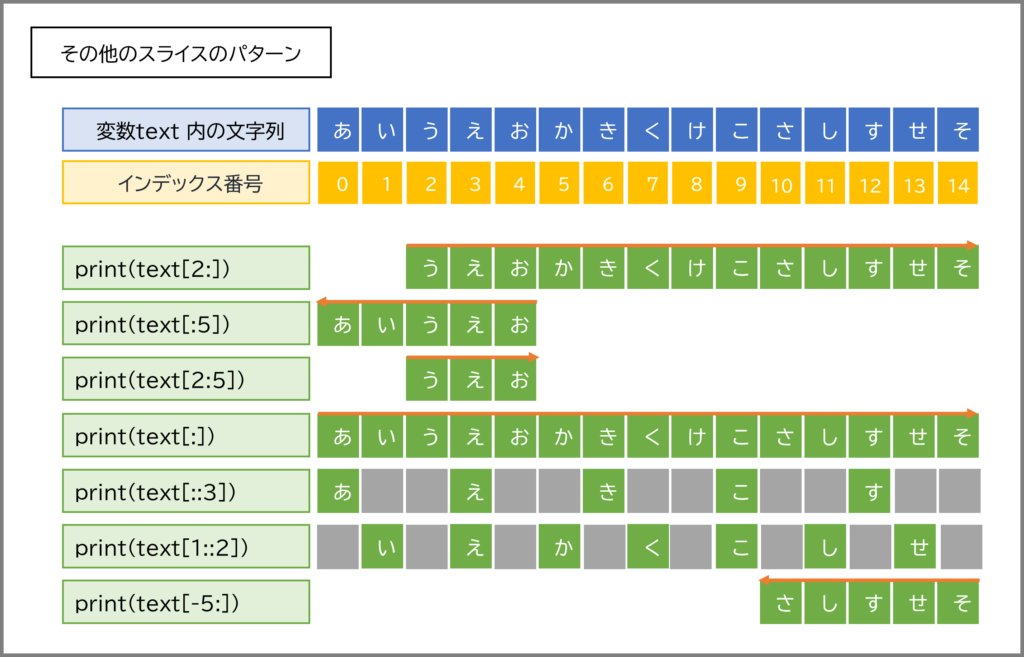 その他のスライスのパターン
変数text 内の文字列 あ い う え お か き く け こ さ し す せ そ
インデックス番号 0 1 2 3 4 5 6 7 8 9 10 11 12 13 14
print(text[2:]) う え お か き く け こ さ し す せ そ
print(text[:5]) あ い う え お
print(text[2:5]) う え お
print(text[:]) あ い う え お か き く け こ さ し す せ そ
print(text[::3]) あ え き こ す
print(text[1::2]) い え か く こ し せ
print(text[-5:]) さ し す せ そ